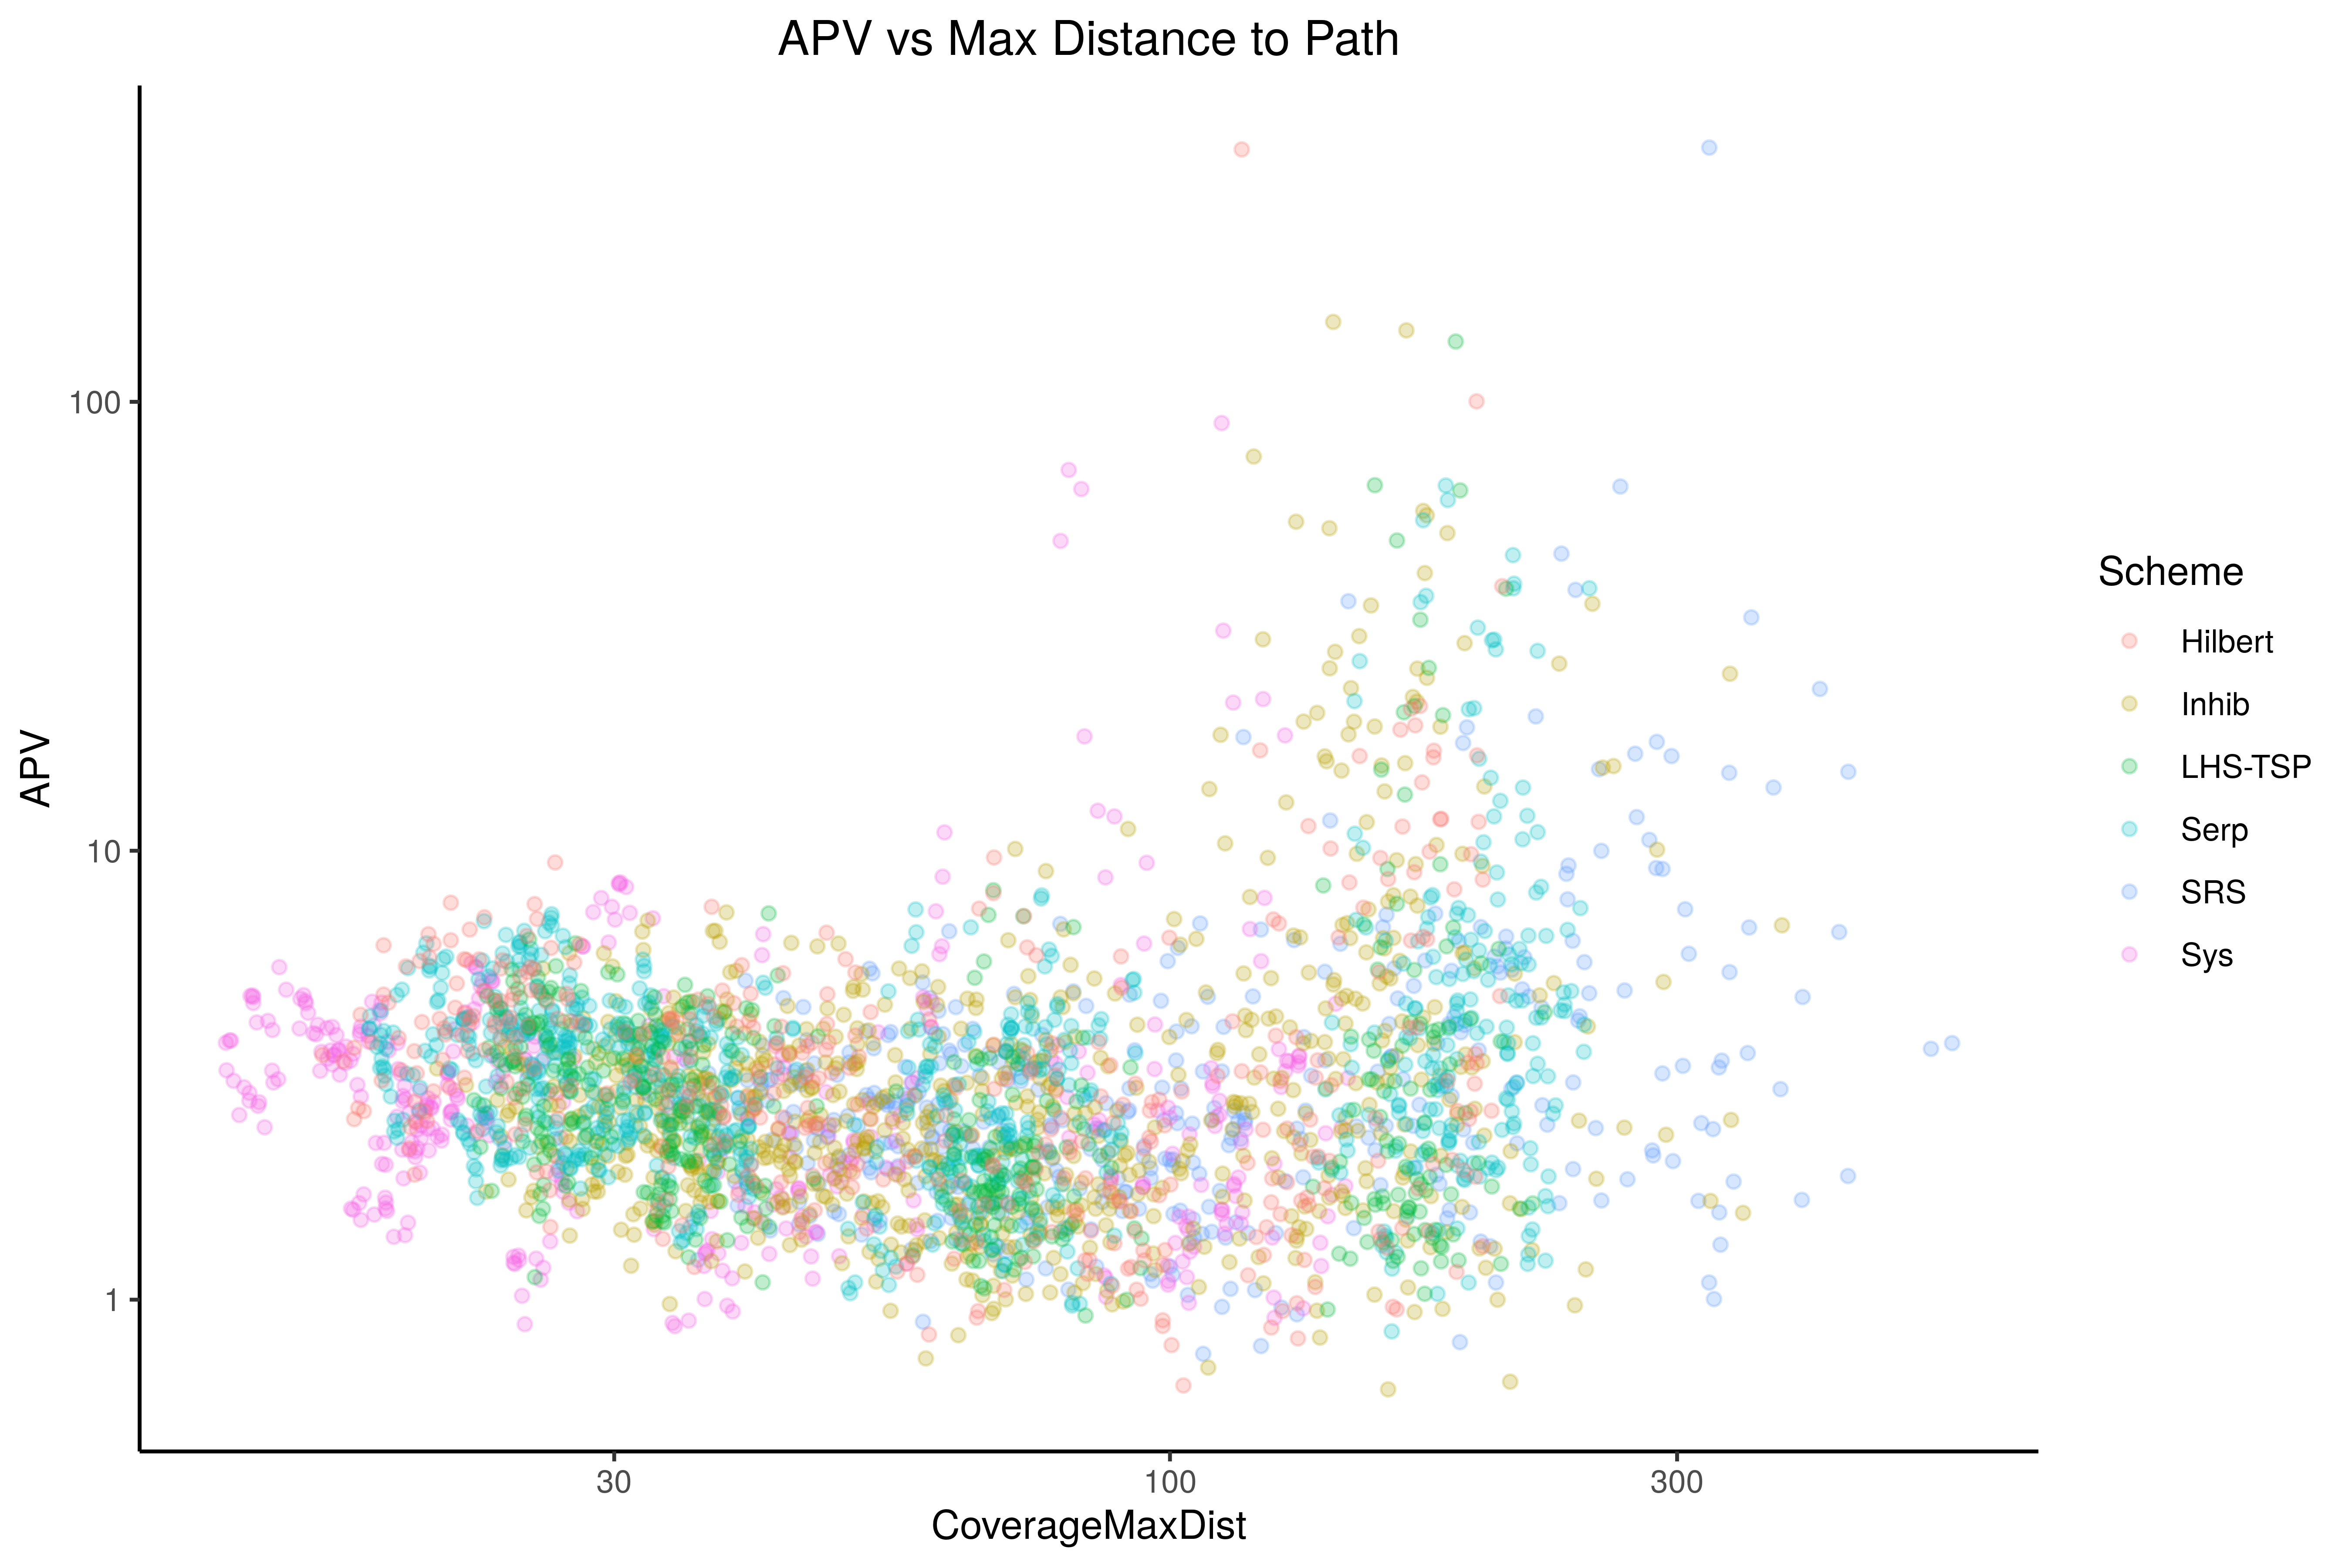 APV vs Max Distance to Path
APV
100
10
1
30
100
300
CoverageMaxDist
Scheme
Hilbert
Inhib
LHS-TSP
Serp
SRS
Sys